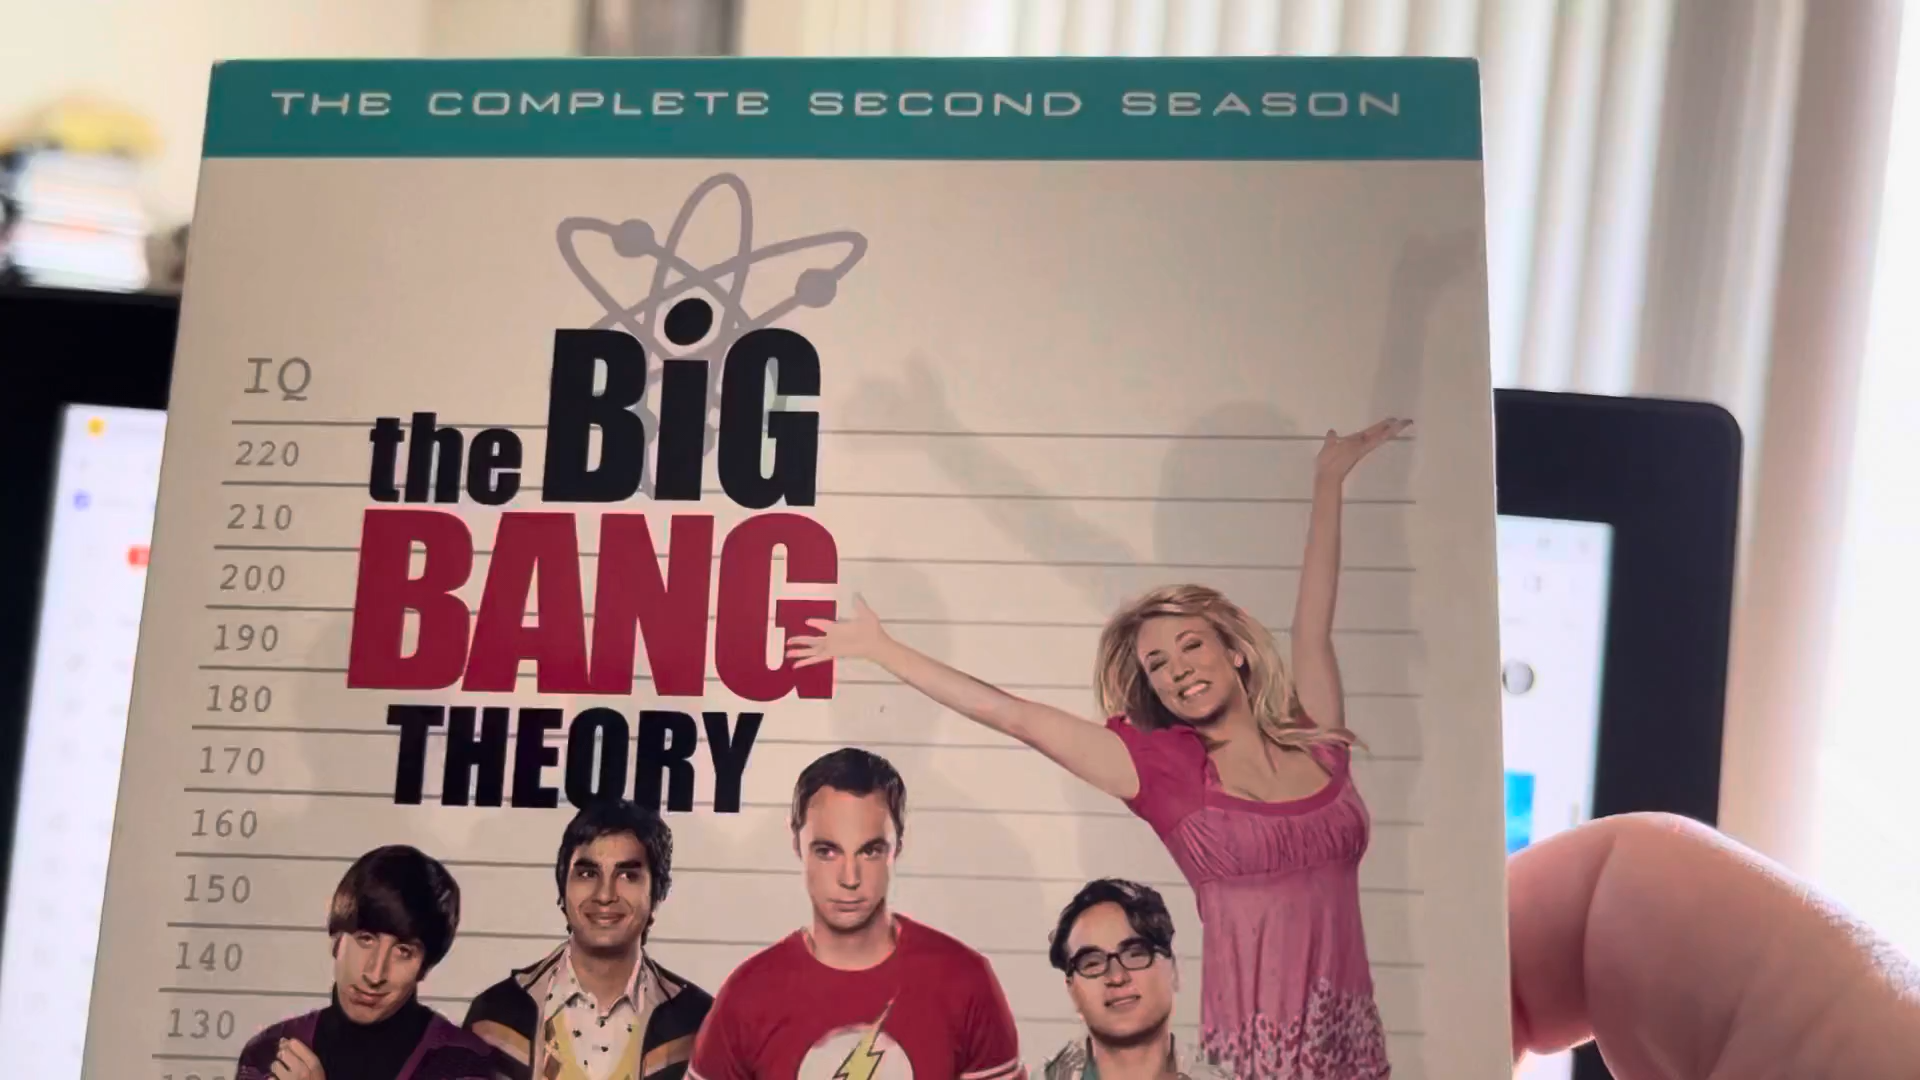 THE COMPLETE SECOND SEASON
IQ
the BiG
BANG
THEORY
220
210
200
190
180
170
160
150
140
130